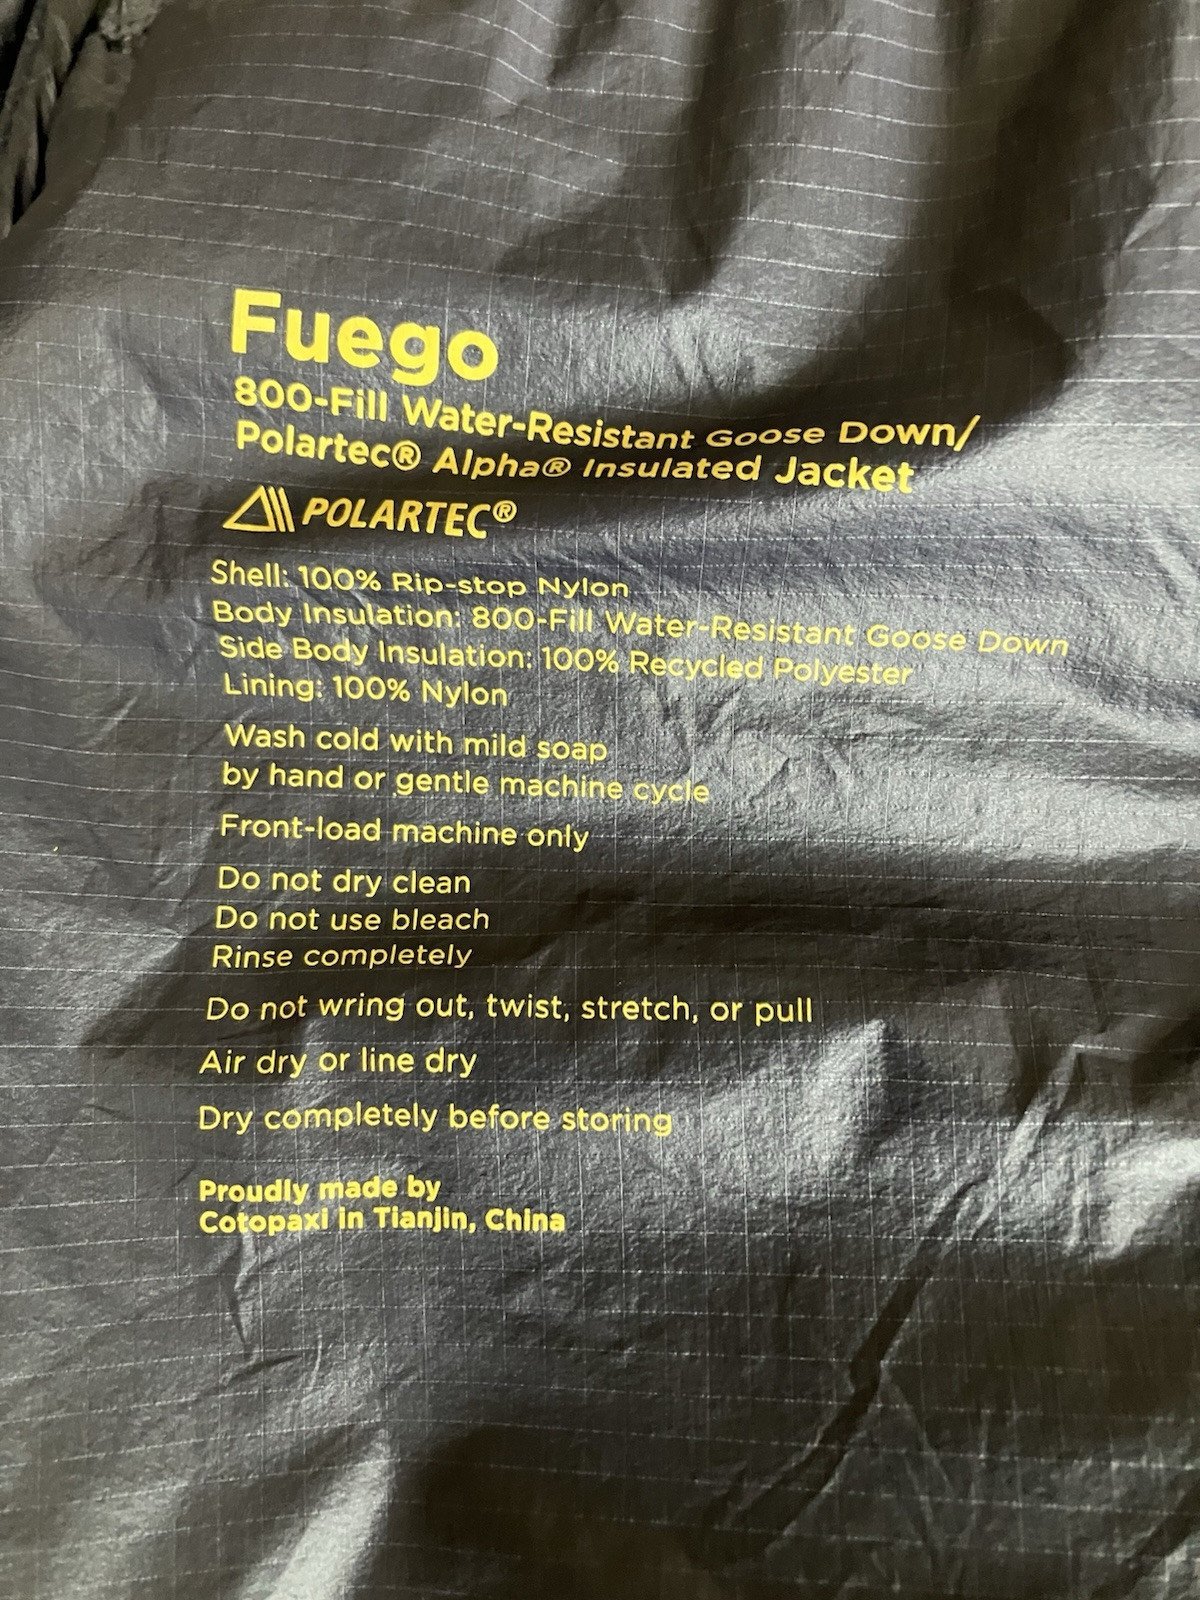 Fuego
800-Fill Water-Resistant Goose Down/
Polartec® Alpha® Insulated Jacket
POLARTEC®
Shell: 100% Rip-stop Nylon
Body Insulation: 800-Fill Water-Resistant Goose Down
Side Body Insulation: 100% Recycled Polyester
Lining: 100% Nylon
Wash cold with mild soap
by hand or gentle machine cycle
Front-load machine only
Do not dry clean
Do not use bleach
Rinse completely
Do not wring out, twist, stretch, or pull
Air dry or line dry
Dry completely before storing
Proudly made by
Cotopaxi in Tianjin, China